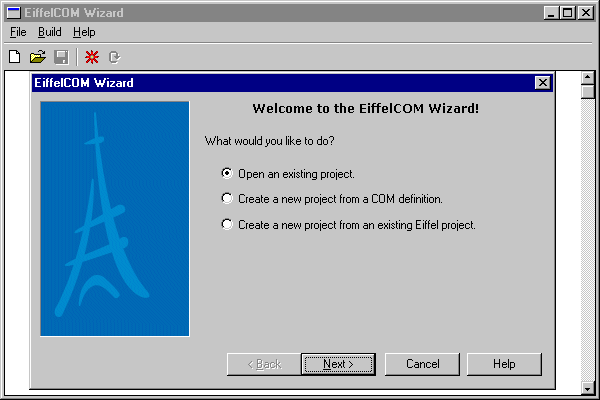 EiffelCOM Wizard
File Build Help
EiffelCOM Wizard
Welcome to the EiffelCOM Wizard!
What would you like to do?
Open an existing project.
Create a new project from a COM definition.
Create a new project from an existing Eiffel project.
< Back Next > Cancel Help